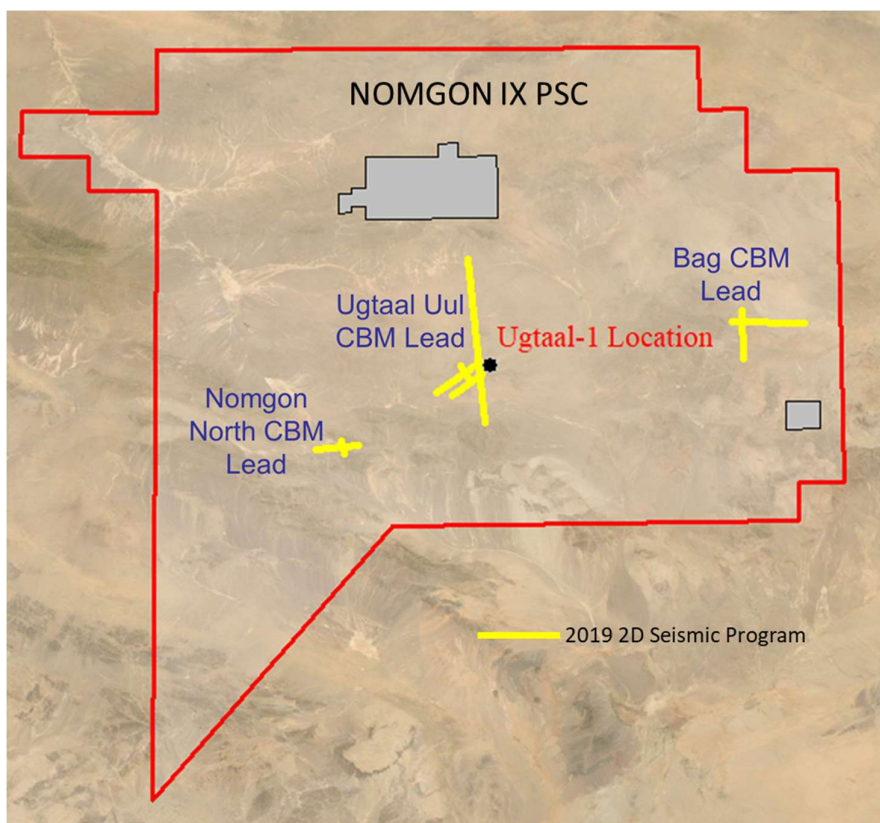 NOMGON IX PSC
Bag CBM
Lead
Ugtaal Uul
CBM Lead
Ugtaal-1 Location
Nomgon
North CBM
Lead
2019 2D Seismic Program